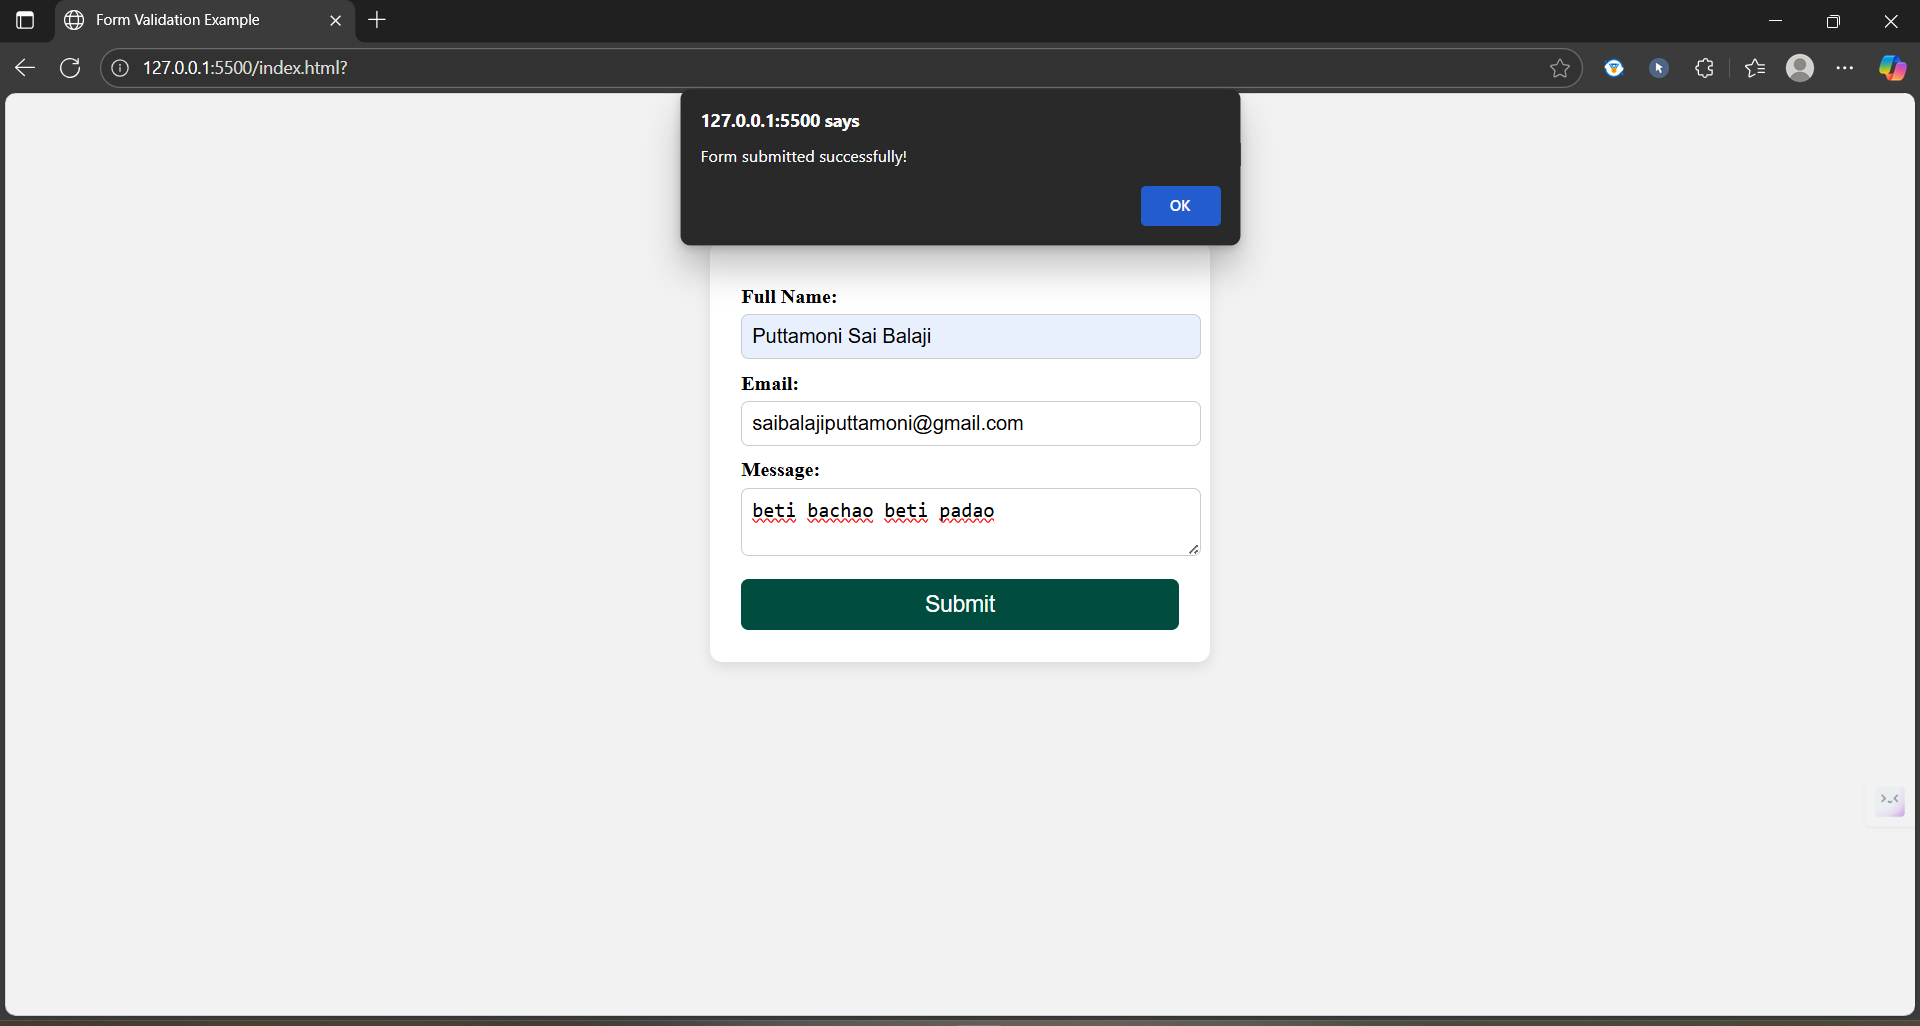 Form Validation Example
127.0.0.1:5500/index.html?
127.0.0.1:5500 says
Form submitted successfully!
OK
Full Name:
Puttamoni Sai Balaji
Email:
saibalajiputtamoni@gmail.com
Message:
beti bachao beti padao
Submit